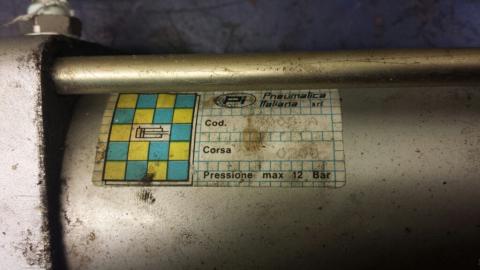 Pi Pneumatica
Italiana srl
Cod.
Corsa
Pressione max 12 Bar